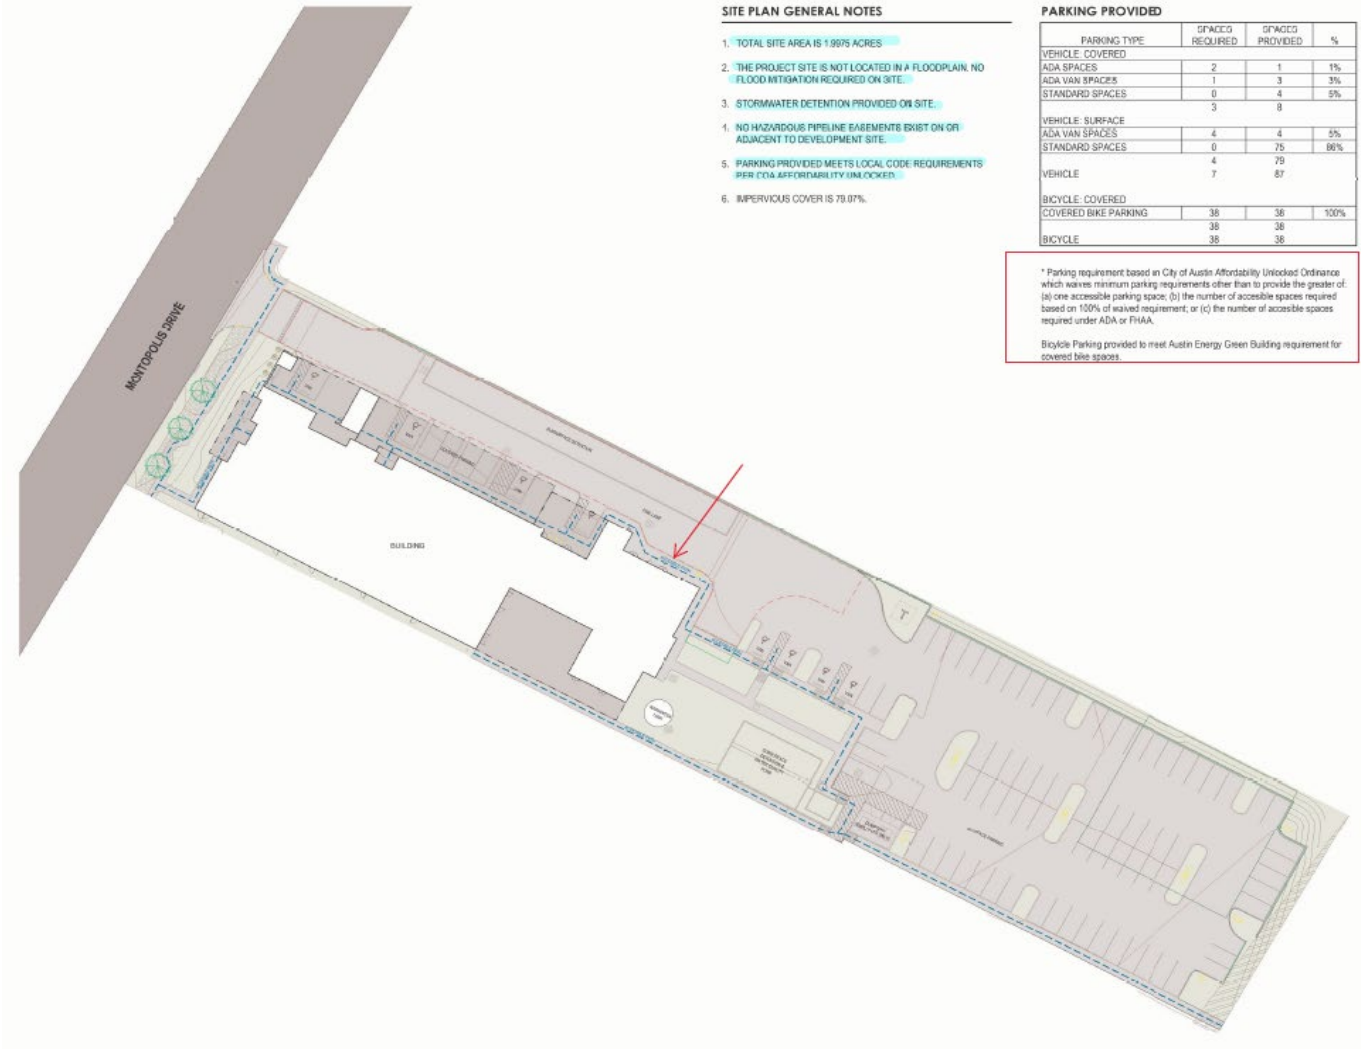 SITE PLAN GENERAL NOTES
1. TOTAL SITE AREA IS 1.9975 ACRES
2. THE PROJECT SITE IS NOT LOCATED IN A FLOODPLAIN. NO
FLOOD MITIGATION REQUIRED ON SITE.
3. STORMWATER DETENTION PROVIDED ON SITE.
4. NO HAZARDOUS PIPELINE EASEMENTS EXIST ON OR
ADJACENT TO DEVELOPMENT SITE.
5. PARKING PROVIDED MEETS LOCAL CODE REQUIREMENTS
PER COA AFFORDABILITY UNLOCKED.
6. IMPERVIOUS COVER IS 79.07%.
PARKING PROVIDED
PARKING TYPE SPACES REQUIRED SPACES PROVIDED %
VEHICLE: COVERED
ADA SPACES 2 1 1%
ADA VAN SPACES 1 3 3%
STANDARD SPACES 0 4 5%
3 8
VEHICLE: SURFACE
ADA VAN SPACES 4 4 5%
STANDARD SPACES 0 75 86%
4 79
VEHICLE 7 87
BICYCLE: COVERED
COVERED BIKE PARKING 38 38 100%
38 38
BICYCLE 38 38
* Parking requirement based in City of Austin Affordability Unlocked Ordinance
which waives minimum parking requirements other than to provide the greater of:
(a) one accessible parking space; (b) the number of accesible spaces required
based on 100% of waived requirement; or (c) the number of accesible spaces
required under ADA or FHAA.
Bicylcle Parking provided to meet Austin Energy Green Building requirement for
covered bike spaces.
MONTOPOLIS DRIVE
BUILDING
FIRE LANE
COVERED PARKING
SURFACE PARKING